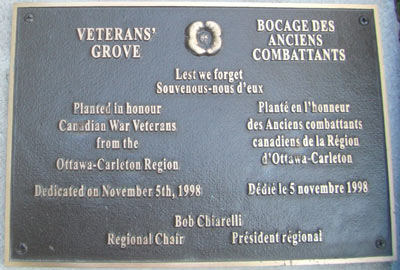 VETERANS'
GROVE
BOCAGE DES
ANCIENS
COMBATTANTS
Lest we forget
Souvenons-nous d'eux
Planted in honour
Canadian War Veterans
from the
Ottawa-Carleton Region
Dedicated on November 5th, 1998
Planté en l'honneur
des Anciens combattants
canadiens de la Région
d'Ottawa-Carleton
Dédié le 5 novembre 1998
Bob Chiarelli
Regional Chair
Président régional